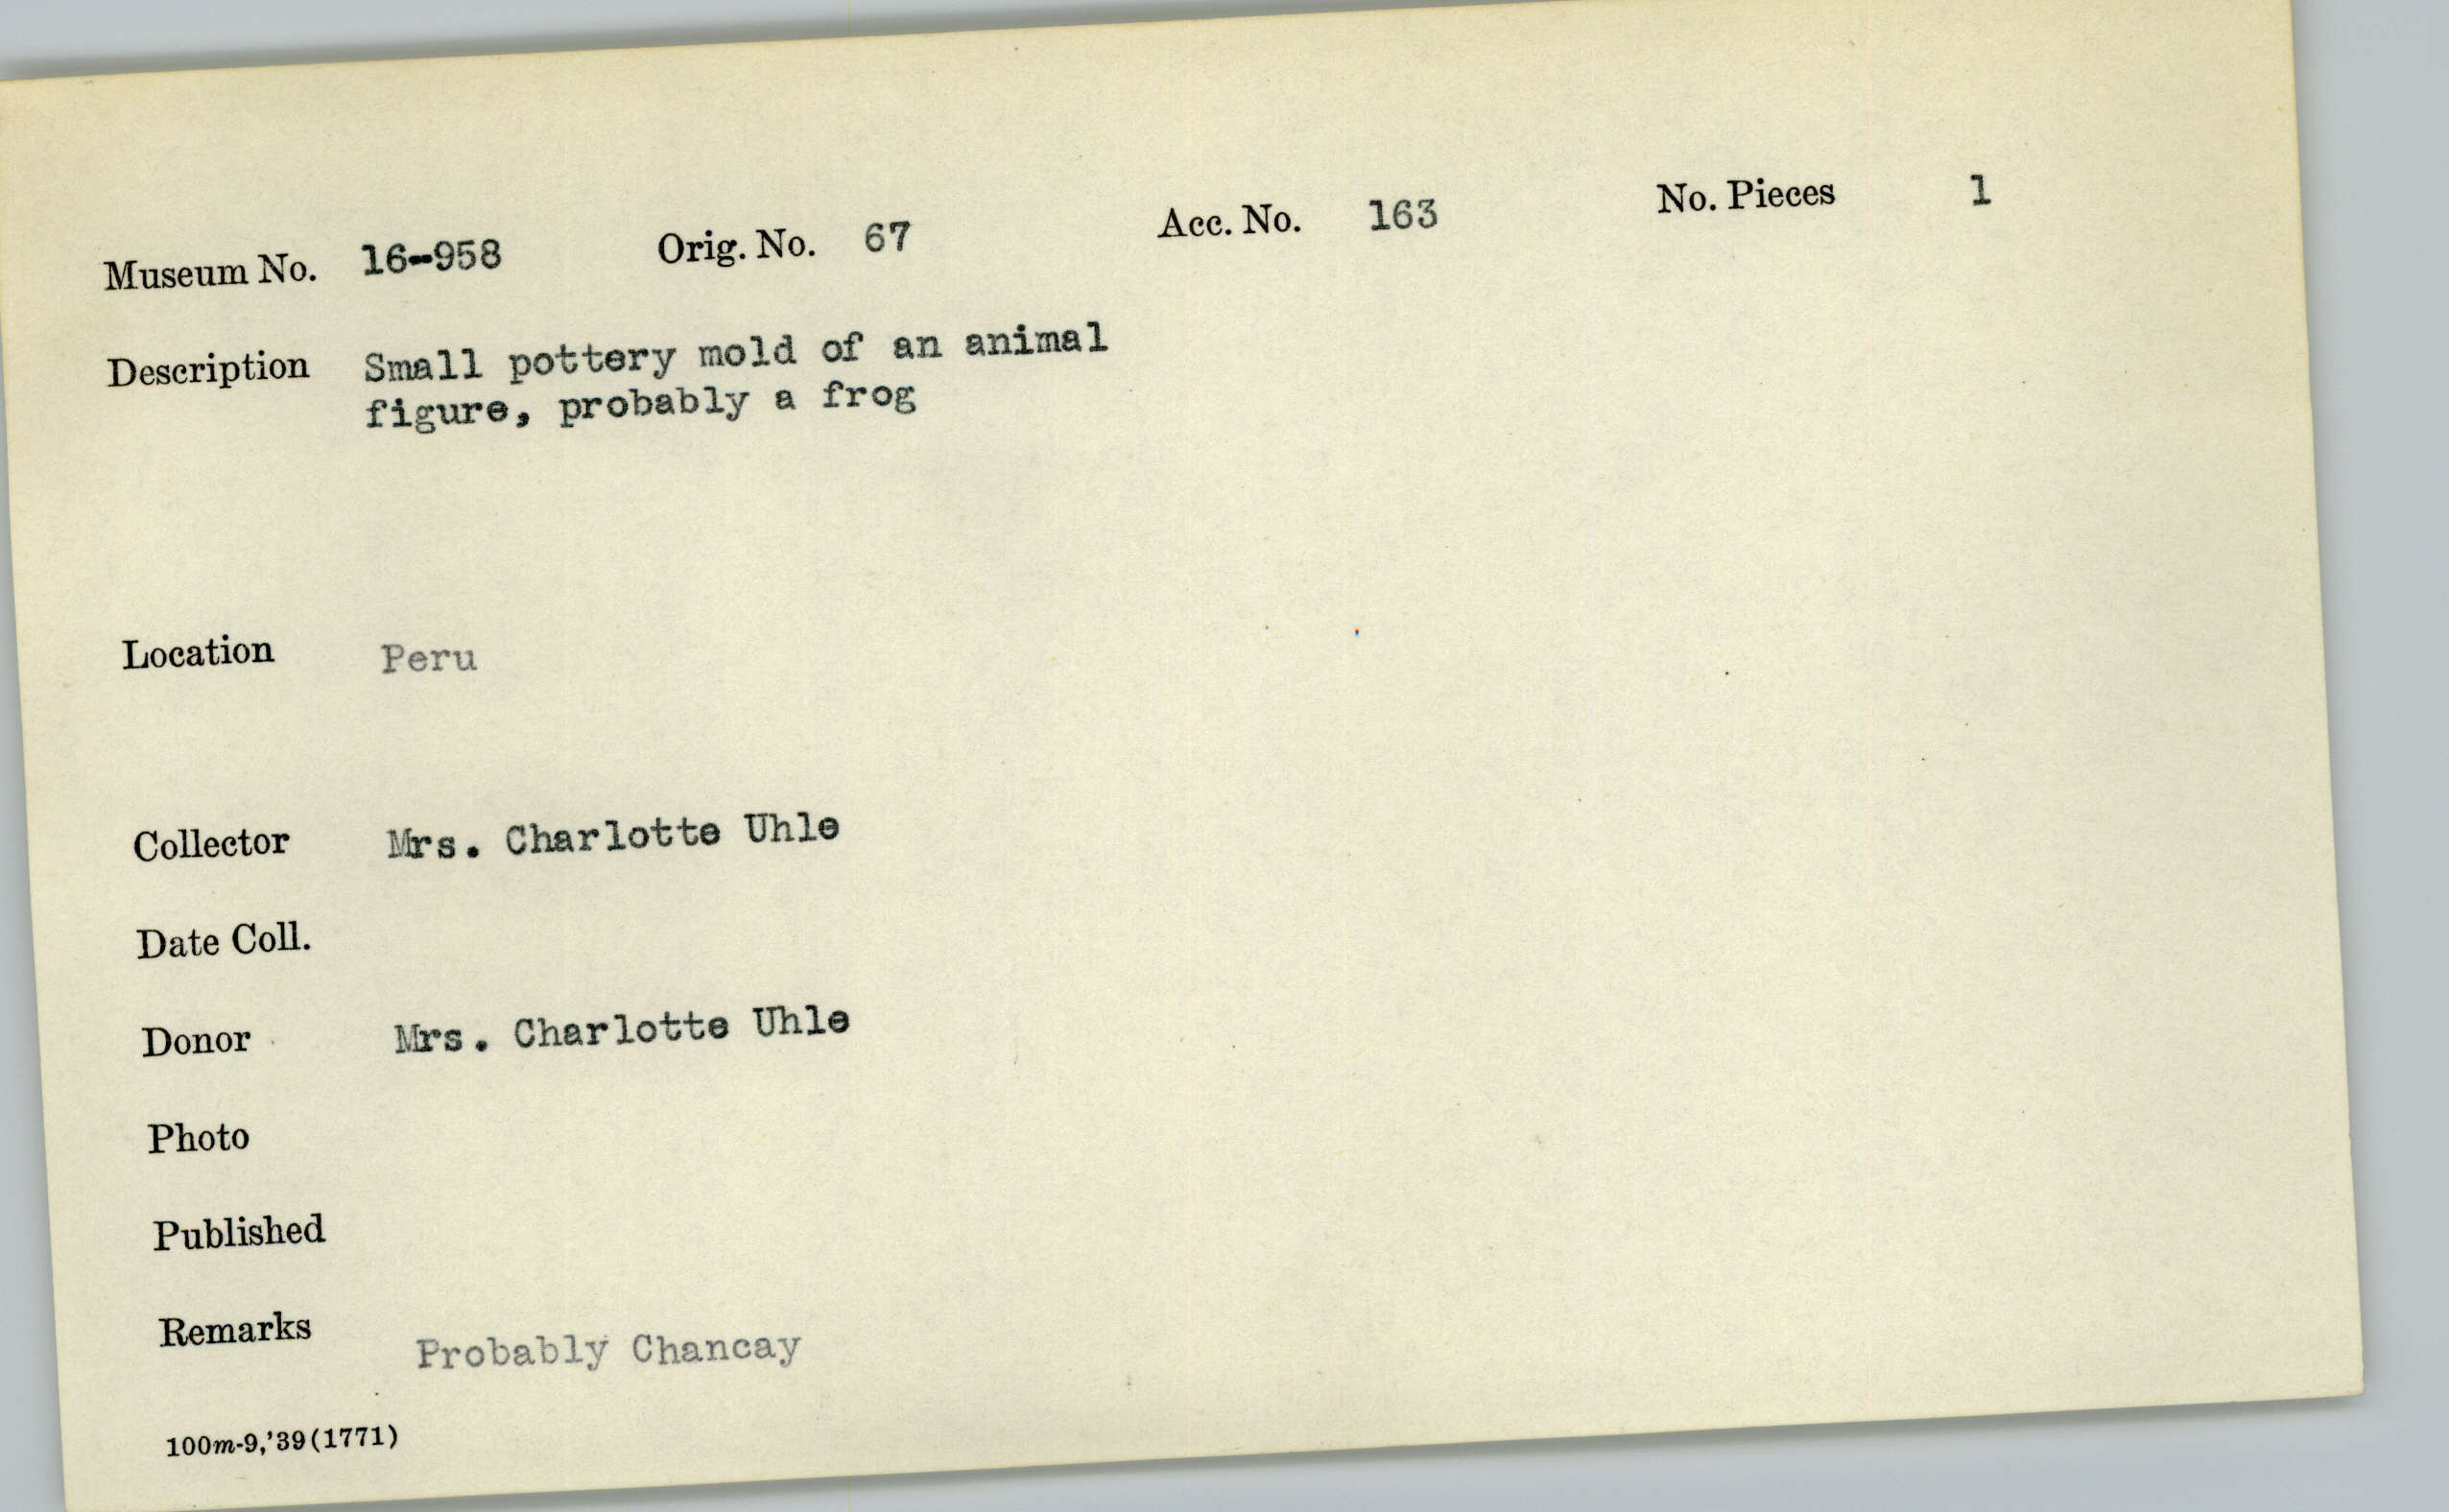 Museum No. 16-958 Orig. No. 67 Acc. No. 163 No. Pieces 1
Description Small pottery mold of an animal
figure, probably a frog
Location Peru
Collector Mrs. Charlotte Uhle
Date Coll.
Donor Mrs. Charlotte Uhle
Photo
Published
Remarks Probably Chancay
100m-9,'39(1771)